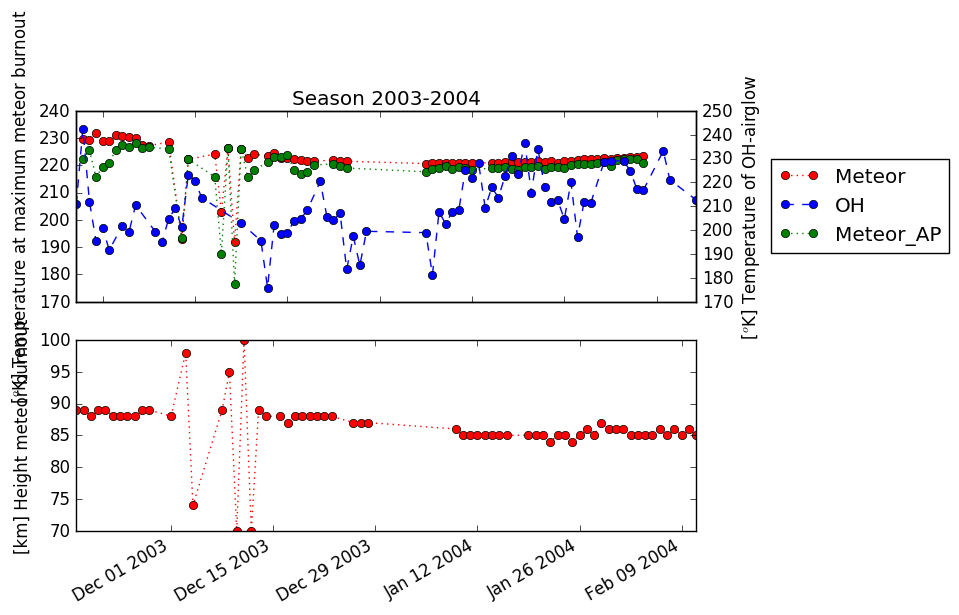 Season 2003-2004
[°K] Temperature at maximum meteor burnout
240
230
220
210
200
190
180
170
250
240
230
220
210
200
190
180
170
[°K] Temperature of OH-airglow
Meteor
OH
Meteor_AP
[km] Height meteor burnout
100
95
90
85
80
75
70
Dec 01 2003
Dec 15 2003
Dec 29 2003
Jan 12 2004
Jan 26 2004
Feb 09 2004